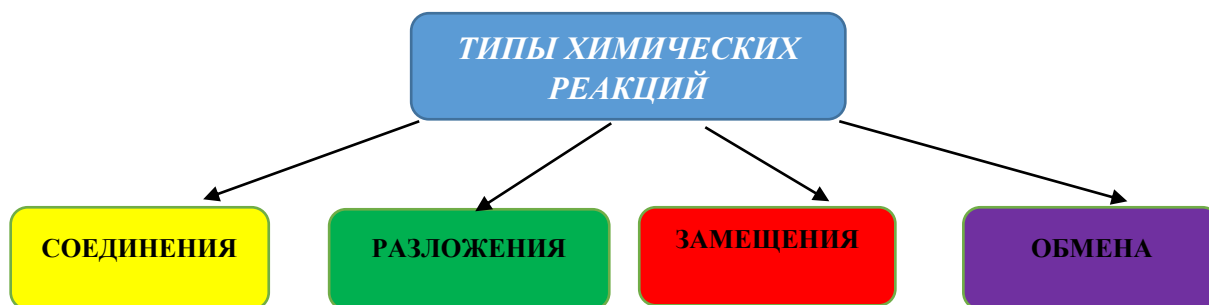 ТИПЫ ХИМИЧЕСКИХ
РЕАКЦИЙ
СОЕДИНЕНИЯ
РАЗЛОЖЕНИЯ
ЗАМЕЩЕНИЯ
ОБМЕНА